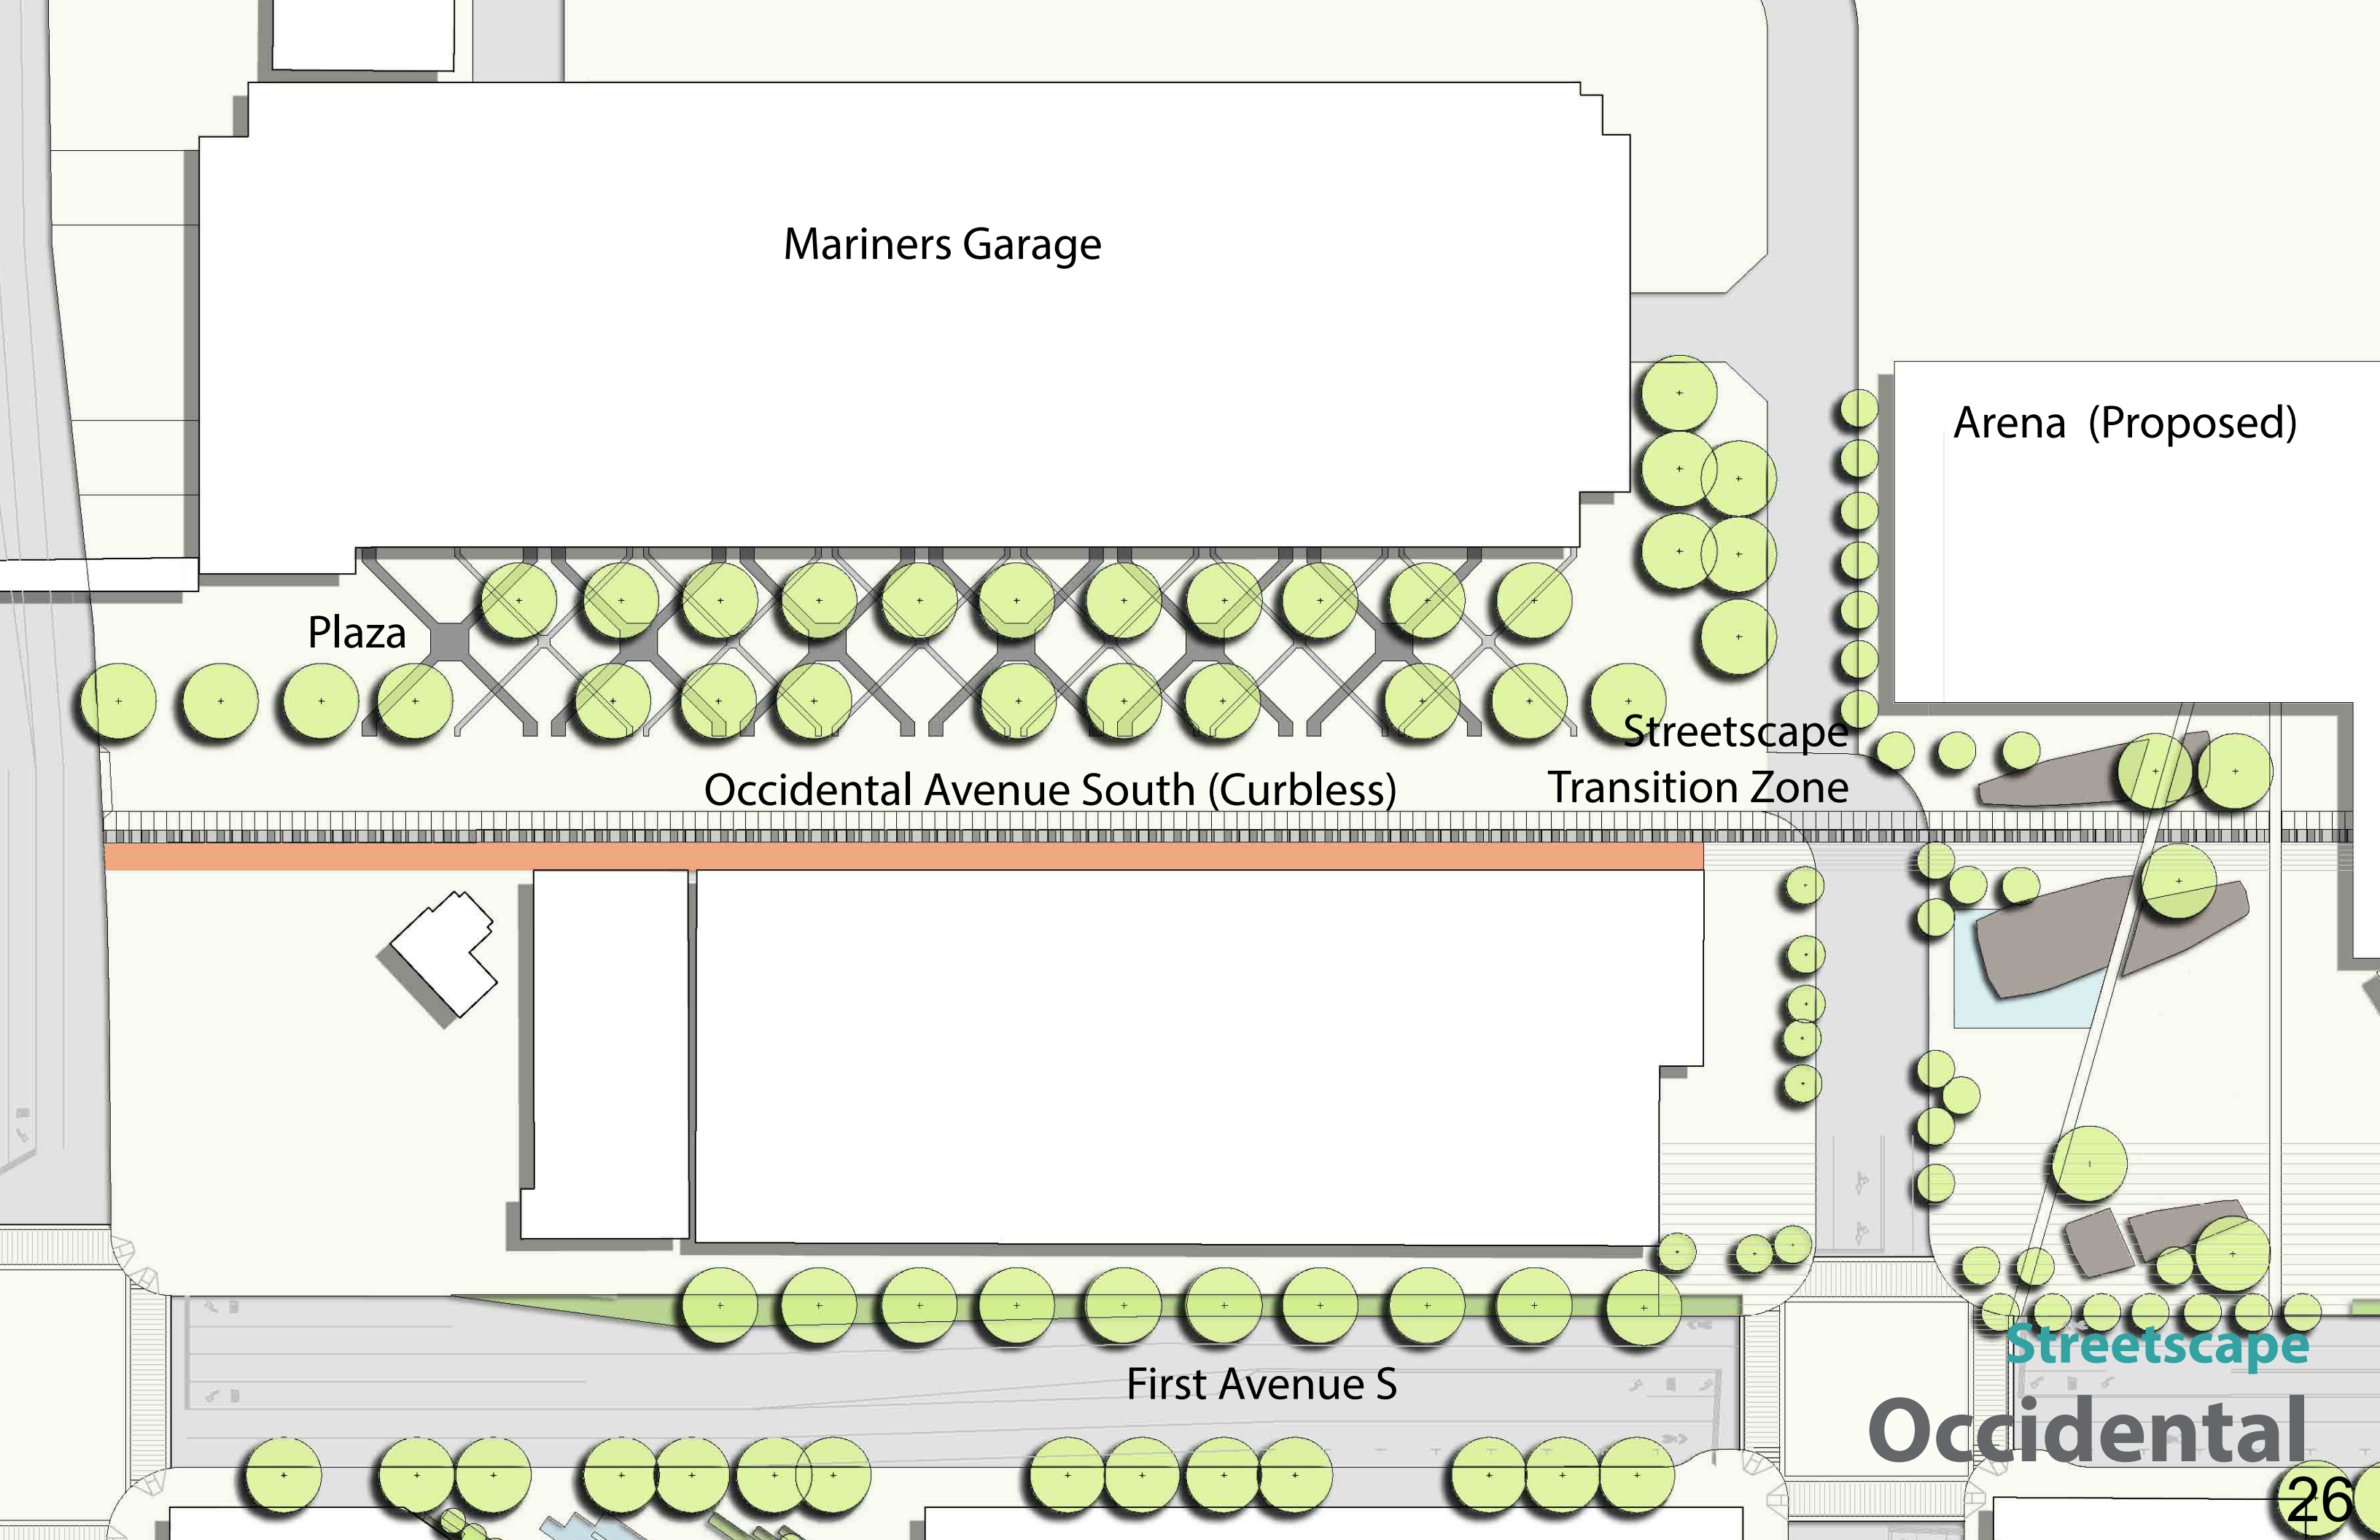 Mariners Garage
Arena (Proposed)
Plaza
Streetscape
Transition Zone
Occidental Avenue South (Curbless)
First Avenue S
Streetscape
Occidental
26